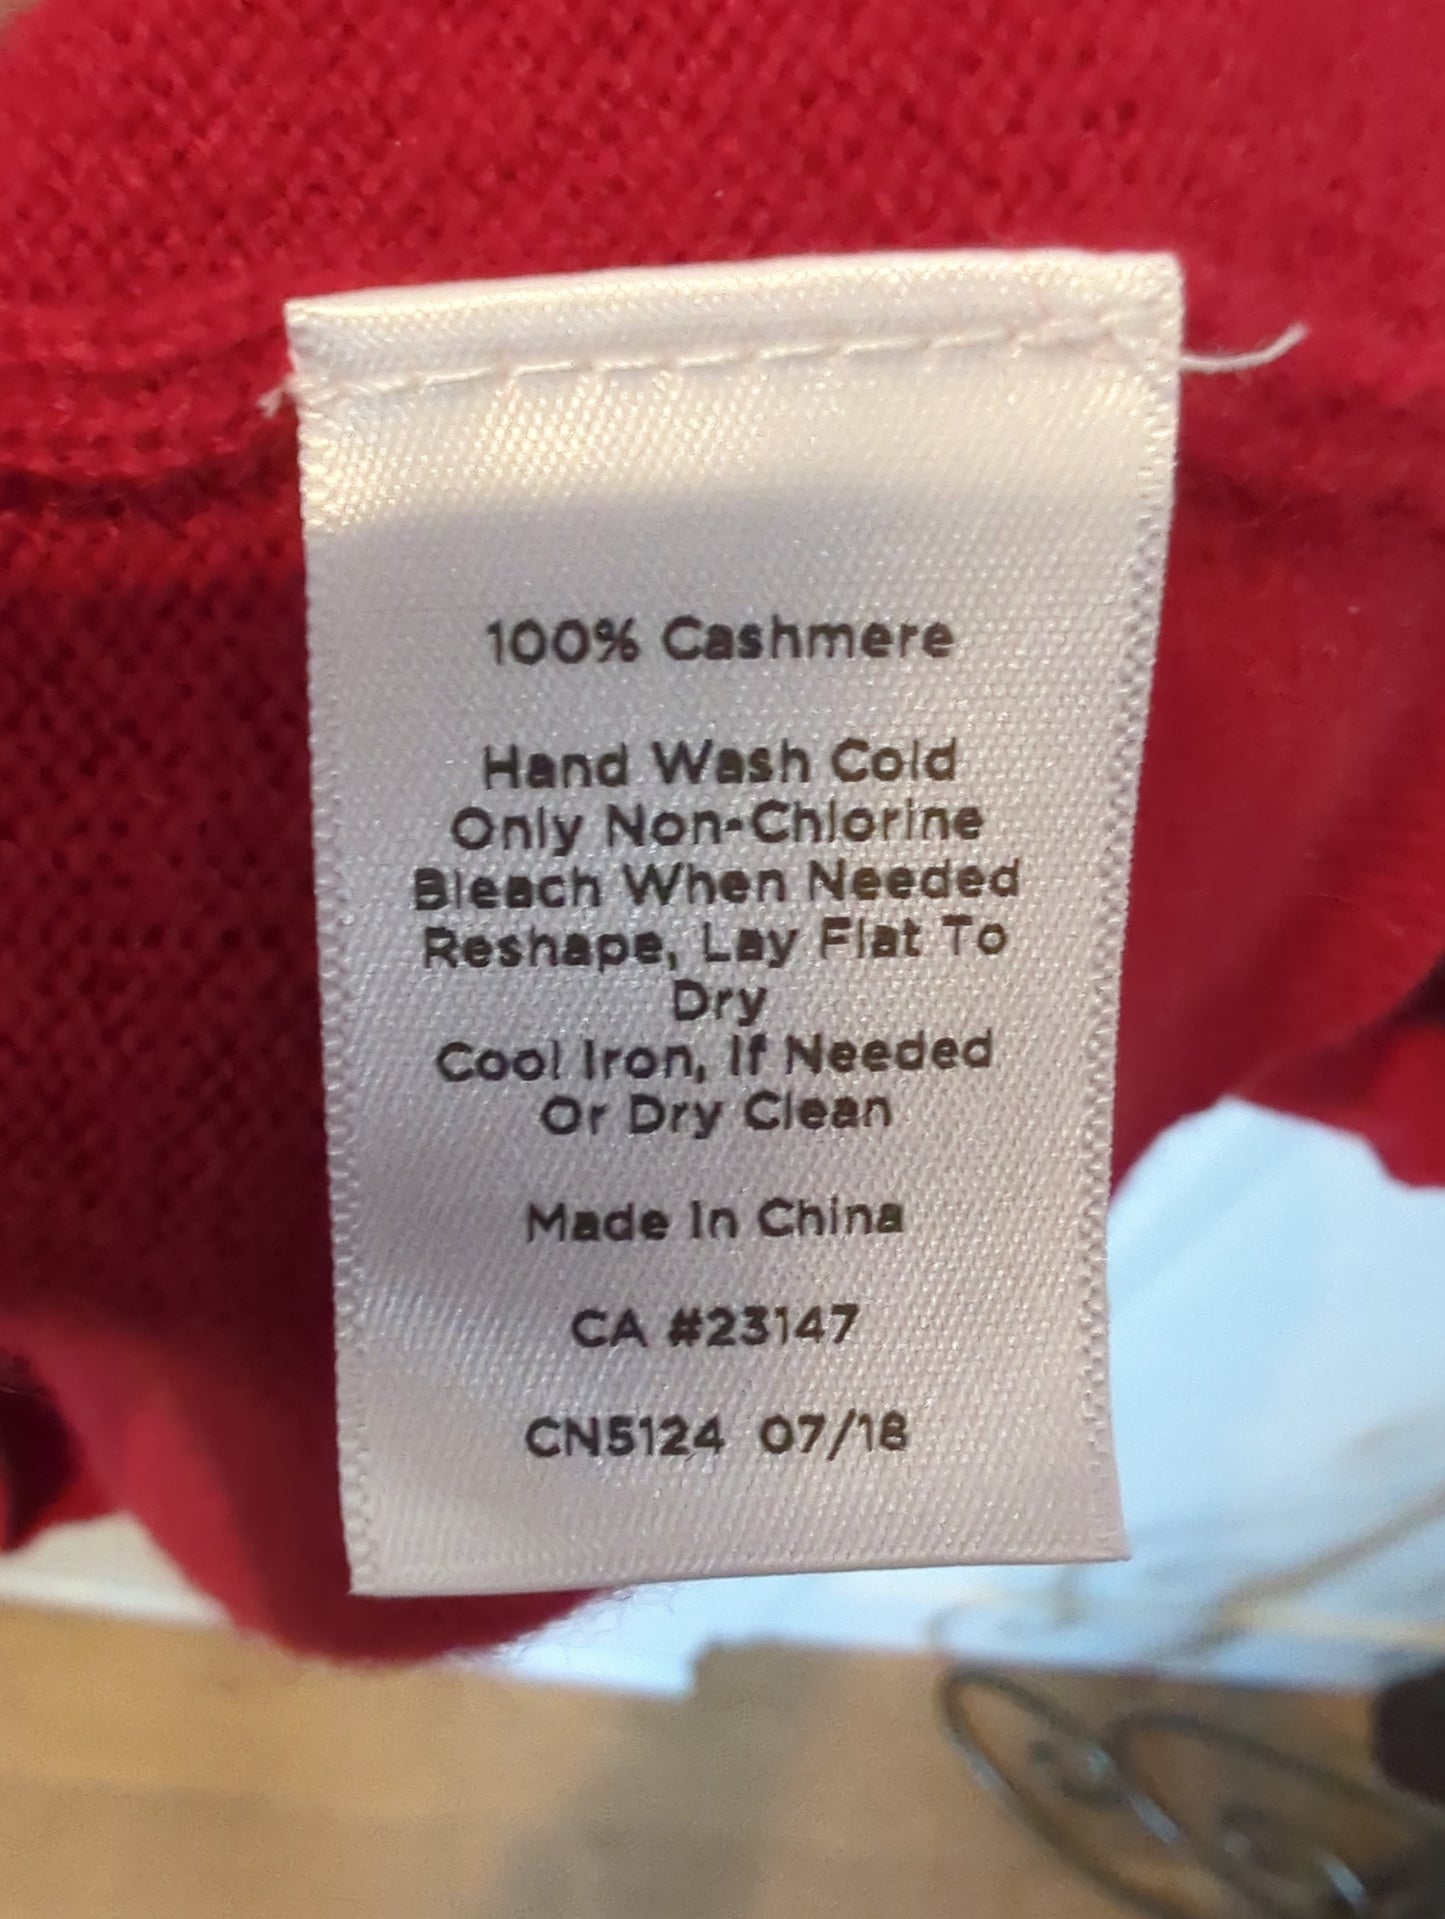 100% Cashmere
Hand Wash Cold
Only Non-Chlorine
Bleach When Needed
Reshape, Lay Flat To
Dry
Cool Iron, If Needed
Or Dry Clean
Made In China
CA #23147
CN5124 07/18